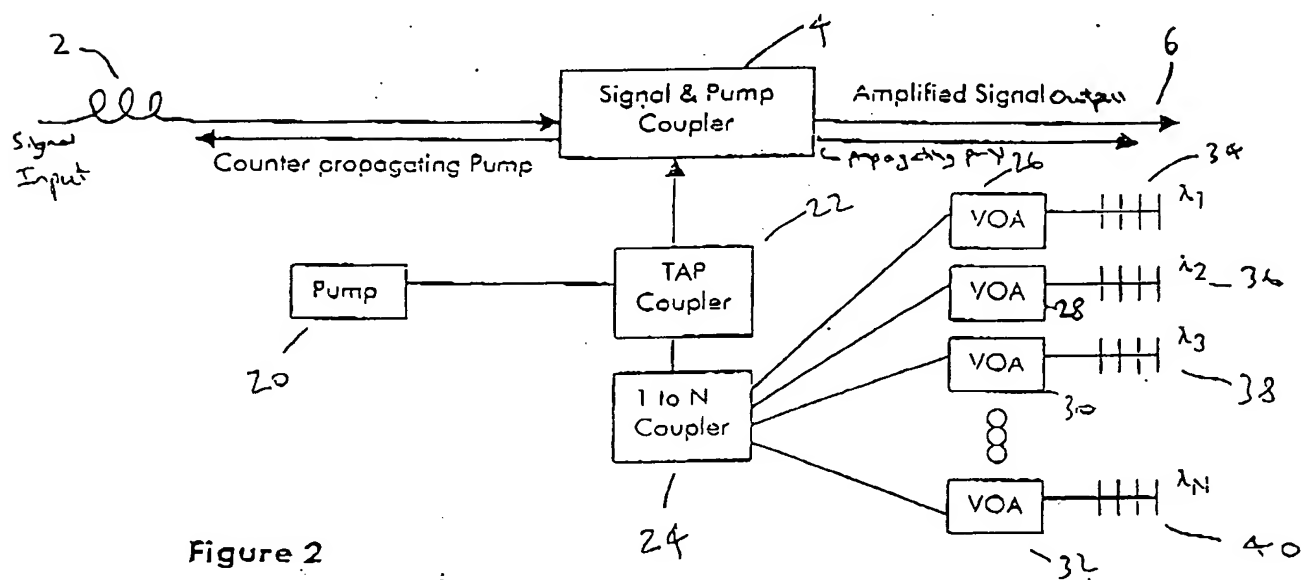 2
4
6
Signal & Pump
Coupler
Amplified Signal Output
Signal
Input
Counter propagating Pump
propagating
26
34
VOA
λ1
22
Pump
TAP
Coupler
VOA
28
λ2
36
20
VOA
30
λ3
38
1 to N
Coupler
24
VOA
32
λN
40
Figure 2